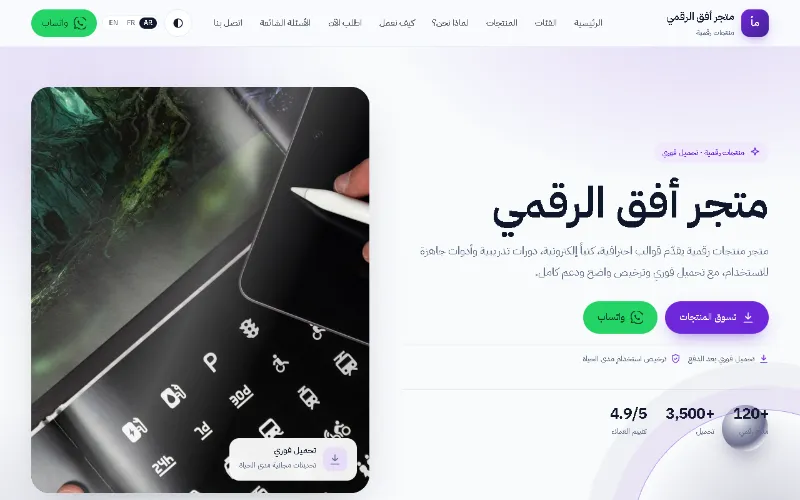 مأ
متجر أفق الرقمي
منتجات رقمية
الرئيسية
الفئات
المنتجات
لماذا نحن؟
كيف نعمل
اطلب الآن
الأسئلة الشائعة
اتصل بنا
AR
FR
EN
واتساب
منتجات رقمية · تحميل فوري
متجر أفق الرقمي
متجر منتجات رقمية يقدّم قوالب احترافية، كتباً إلكترونية، دورات تدريبية وأدوات جاهزة
للاستخدام، مع تحميل فوري وترخيص واضح ودعم كامل.
تسوق المنتجات
واتساب
تحميل فوري بعد الدفع
ترخيص استخدام مدى الحياة
120+
رقمي
3,500+
تحميل
4.9/5
تقييم العملاء
P
30d
7d
24h
تحميل فوري
تحديثات مجانية مدى الحياة